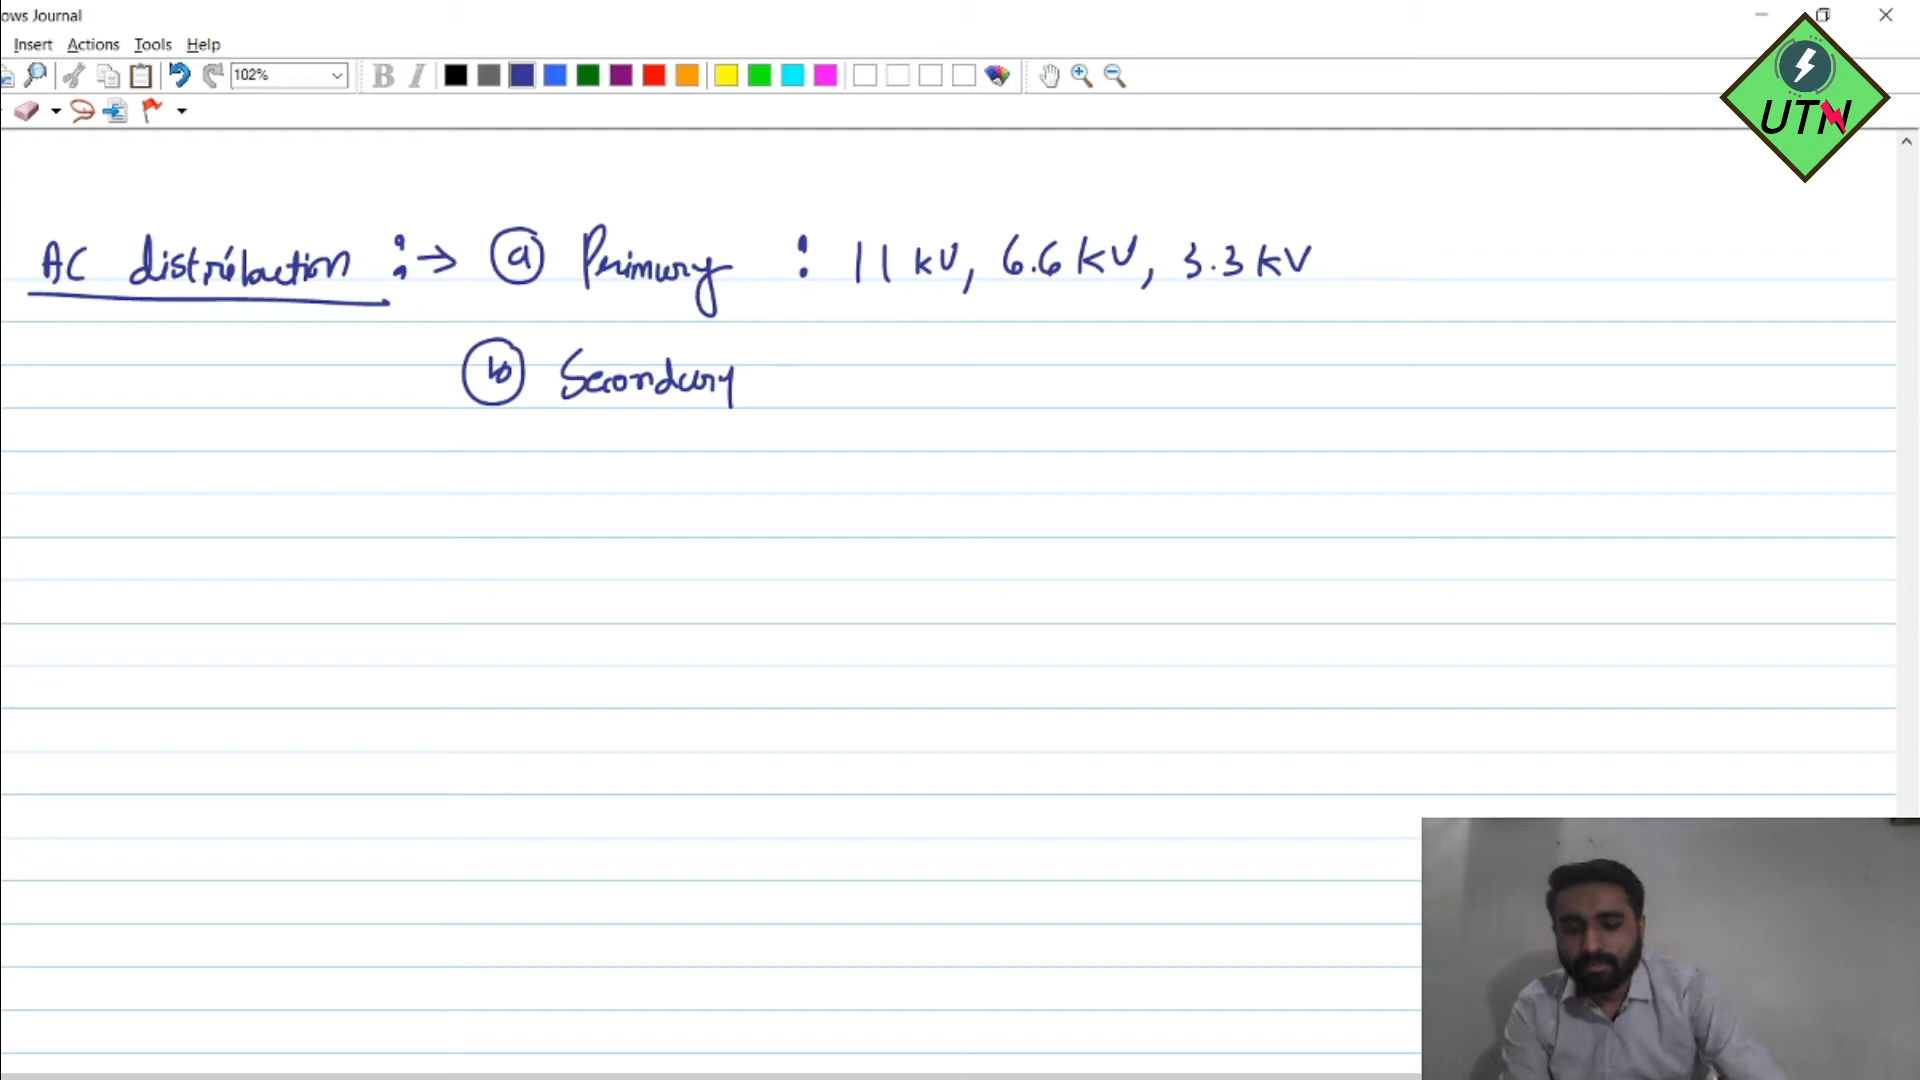 ows Journal
Insert Actions Tools Help
102% B I
UTN
AC distribution :→ (a) Primary : 11 kV, 6.6 kV, 3.3 kV
(b) Secondary